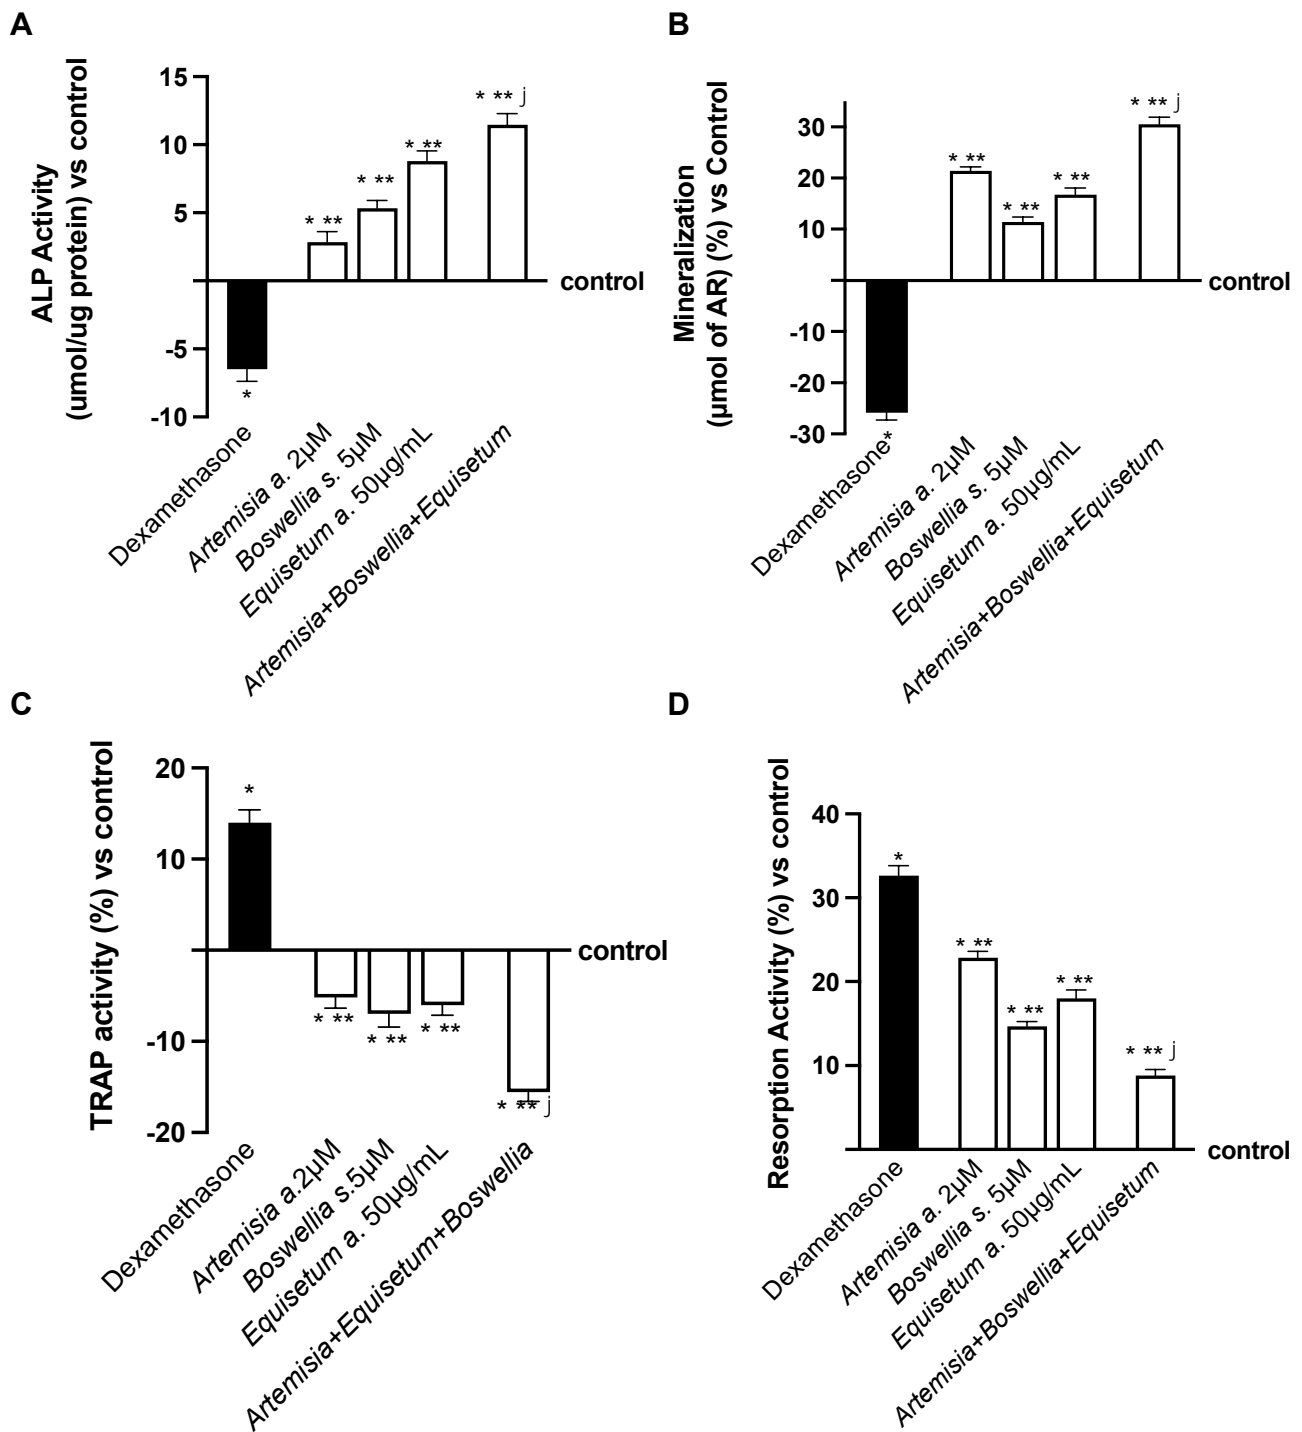 A
ALP Activity
(umol/ug protein) vs control
15
10
5
-5
-10
* ** j
* **
* **
* **
*
control
Dexamethasone
Artemisia a. 2µM
Boswellia s. 5µM
Equisetum a. 50µg/mL
Artemisia+Boswellia+Equisetum
B
Mineralization
(µmol of AR) (%) vs Control
30
20
10
-10
-20
-30
* ** j
* **
* **
* **
control
Dexamethasone*
Artemisia a. 2µM
Boswellia s. 5µM
Equisetum a. 50µg/mL
Artemisia+Boswellia+Equisetum
C
TRAP activity (%) vs control
20
10
-10
-20
*
control
* **
* **
* **
* ** j
Dexamethasone
Artemisia a.2µM
Boswellia s.5µM
Equisetum a. 50µg/mL
Artemisia+Equisetum+Boswellia
D
Resorption Activity (%) vs control
40
30
20
10
*
* **
* **
* **
* ** j
control
Dexamethasone
Artemisia a. 2µM
Boswellia s. 5µM
Equisetum a. 50µg/mL
Artemisia+Boswellia+Equisetum